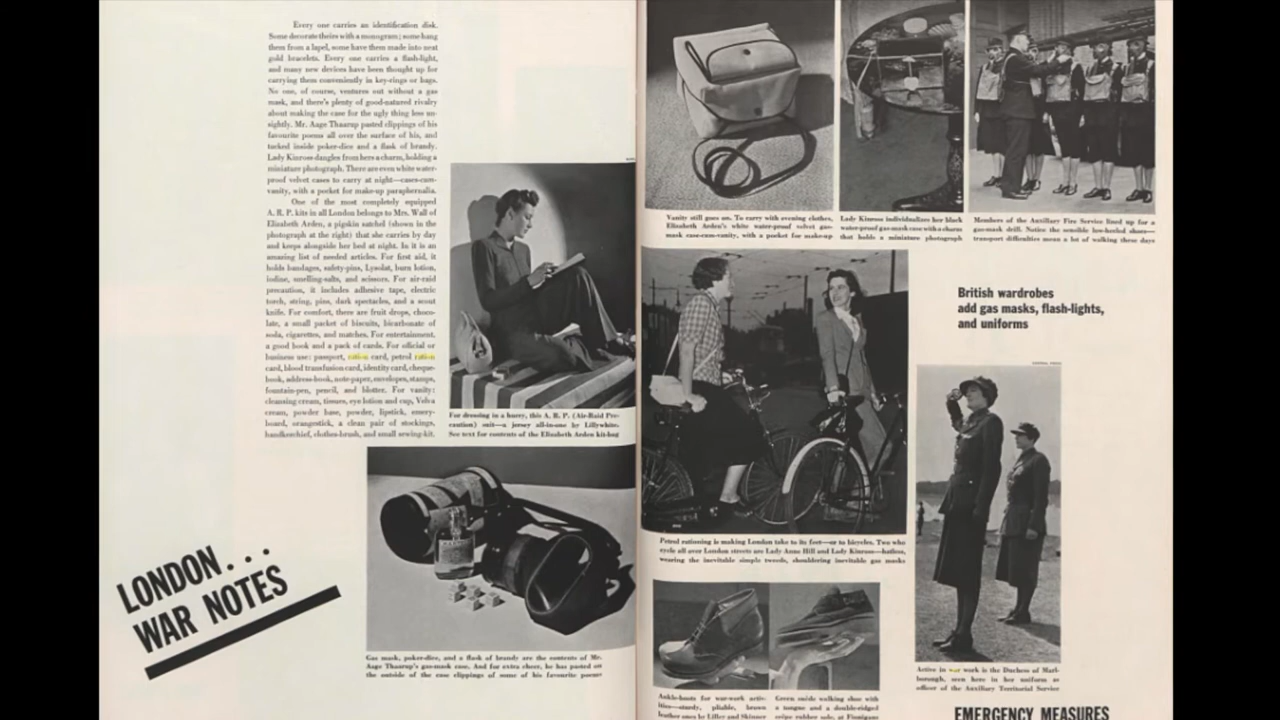 Every one carries an identification disk.
Some decorate theirs with a monogram; some hang
them from a lapel, some have them made into neat
gold bracelets. Every one carries a flash-light,
and many new devices have been thought up for
carrying them conveniently in key-rings or bags.
No one, of course, ventures out without a gas
mask, and there's plenty of good-natured rivalry
about making the case for the ugly thing less un-
sightly. Mr. Aage Thaarup pasted clippings of his
favourite poems all over the surface of his, and
tucked inside poker-dice and a flask of brandy.
Lady Kinross dangles from hers a charm, holding a
miniature photograph. There are even white water-
proof velvet cases to carry at night—cases-cum-
vanity, with a pocket for make-up paraphernalia.
One of the most completely equipped
A. R. P. kits in all London belongs to Mrs. Wall of
Elizabeth Arden, a pigskin satchel (shown in the
photograph at the right) that she carries by day
and keeps alongside her bed at night. In it is an
amazing list of needed articles. For first aid, it
holds bandages, safety-pins, Lysolat, burn lotion,
iodine, smelling-salts, and scissors. For air-raid
precaution, it includes adhesive tape, electric
torch, string, pins, dark spectacles, and a scout
knife. For comfort, there are fruit drops, choco-
late, a small packet of biscuits, bicarbonate of
soda, cigarettes, and matches. For entertainment,
a good book and a pack of cards. For official or
business use: passport, ration card, petrol ration
card, blood transfusion card, identity card, cheque-
book, address-book, note-paper, envelopes, stamps,
fountain-pen, pencil, and blotter. For vanity:
cleansing cream, tissues, eye lotion and cup, Velva
cream, powder base, powder, lipstick, emery-
board, orangestick, a clean pair of stockings,
handkerchief, clothes-brush, and small sewing-kit.
For dressing in a hurry, this A. R. P. (Air-Raid Pre-
caution) suit—a jersey all-in-one by Lillywhite.
See text for contents of the Elizabeth Arden kit-bag
LONDON...
WAR NOTES
Gas mask, poker-dice, and a flask of brandy are the contents of Mr.
Aage Thaarup's gas-mask case. And for extra cheer, he has pasted on
the outside of the case clippings of some of his favourite poems
Vanity still goes on. To carry with evening clothes,
Elizabeth Arden's white water-proof velvet gas-
mask case-cum-vanity, with a pocket for make-up
Lady Kinross individualizes her black
water-proof gas-mask case with a charm
that holds a miniature photograph
Members of the Auxiliary Fire Service lined up for a
gas-mask drill. Notice the sensible low-heeled shoes—
transport difficulties mean a lot of walking these days
British wardrobes
add gas masks, flash-lights,
and uniforms
Petrol rationing is making London take to its feet—or to bicycles. Two who
cycle all over London streets are Lady Anne Hill and Lady Kinross—hatless,
wearing the inevitable simple tweeds, shouldering inevitable gas masks
Ankle-boots for war-work activ-
ities—sturdy, pliable, brown
leather ones by Lilley and Skinner
Green suède walking shoe with
a tongue and a double-ridged
crêpe rubber sole, at Finnigans
Active in war work is the Duchess of Marl-
borough, seen here in her uniform as
officer of the Auxiliary Territorial Service
EMERGENCY MEASURES